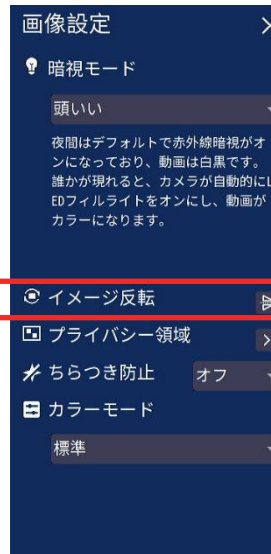 画像設定
暗視モード
頭いい
夜間はデフォルトで赤外線暗視がオ
ンになっており、動画は白黒です。
誰かが現れると、カメラが自動的にL
EDフィルライトをオンにし、動画が
カラーになります。
イメージ反転
プライバシー領域
ちらつき防止 オフ
カラーモード
標準